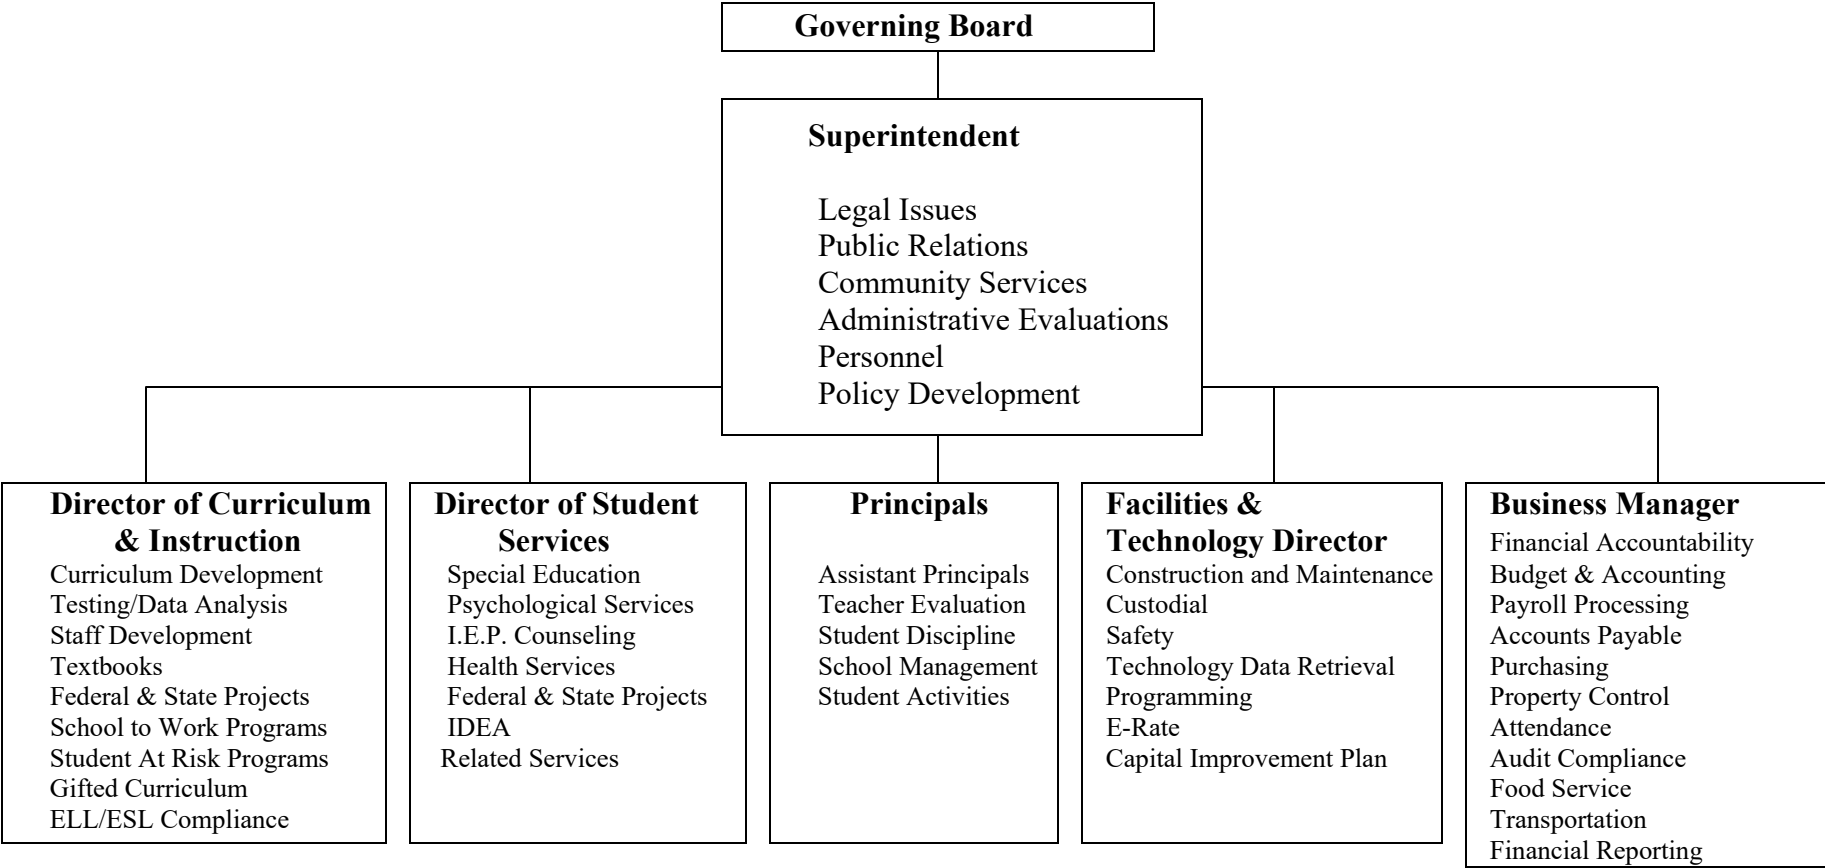 Governing Board
Superintendent
Legal Issues
Public Relations
Community Services
Administrative Evaluations
Personnel
Policy Development
Director of Curriculum
& Instruction
Curriculum Development
Testing/Data Analysis
Staff Development
Textbooks
Federal & State Projects
School to Work Programs
Student At Risk Programs
Gifted Curriculum
ELL/ESL Compliance
Director of Student
Services
Special Education
Psychological Services
I.E.P. Counseling
Health Services
Federal & State Projects
IDEA
Related Services
Principals
Assistant Principals
Teacher Evaluation
Student Discipline
School Management
Student Activities
Facilities &
Technology Director
Construction and Maintenance
Custodial
Safety
Technology Data Retrieval
Programming
E-Rate
Capital Improvement Plan
Business Manager
Financial Accountability
Budget & Accounting
Payroll Processing
Accounts Payable
Purchasing
Property Control
Attendance
Audit Compliance
Food Service
Transportation
Financial Reporting